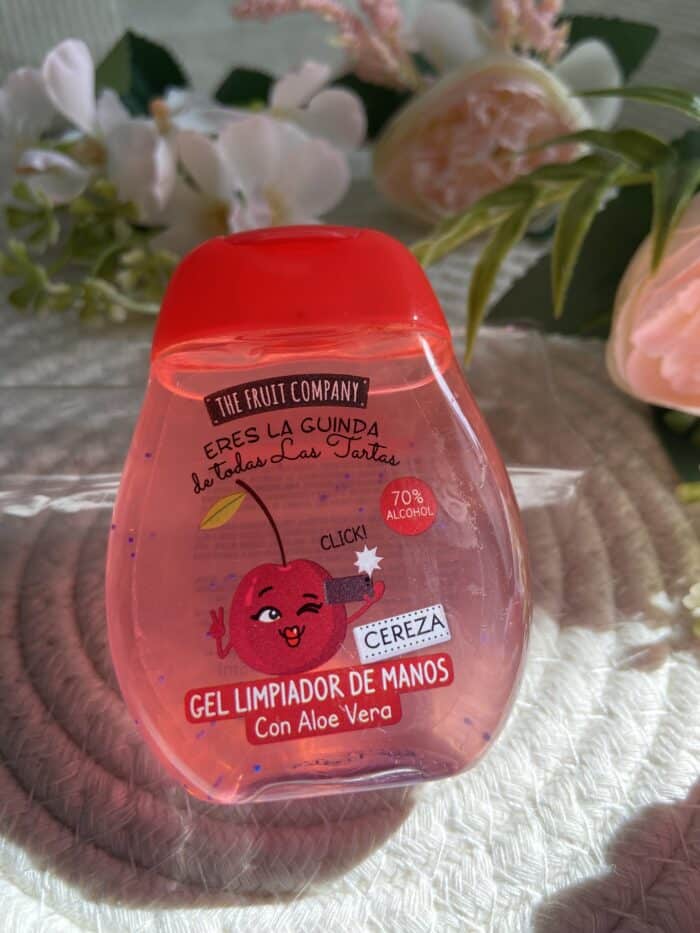 THE FRUIT COMPANY
ERES LA GUINDA
de todas Las Tartas
70%
ALCOHOL
CLICK!
CEREZA
GEL LIMPIADOR DE MANOS
Con Aloe Vera